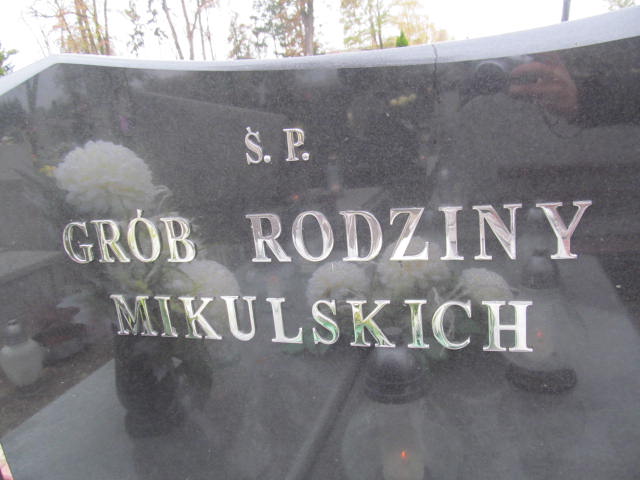 Ś. P.
GRÓB RODZINY
MIKULSKICH